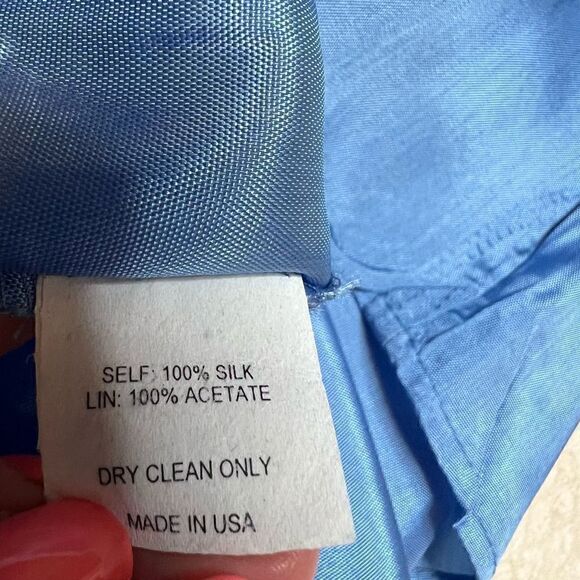 SELF: 100% SILK
LIN: 100% ACETATE
DRY CLEAN ONLY
MADE IN USA